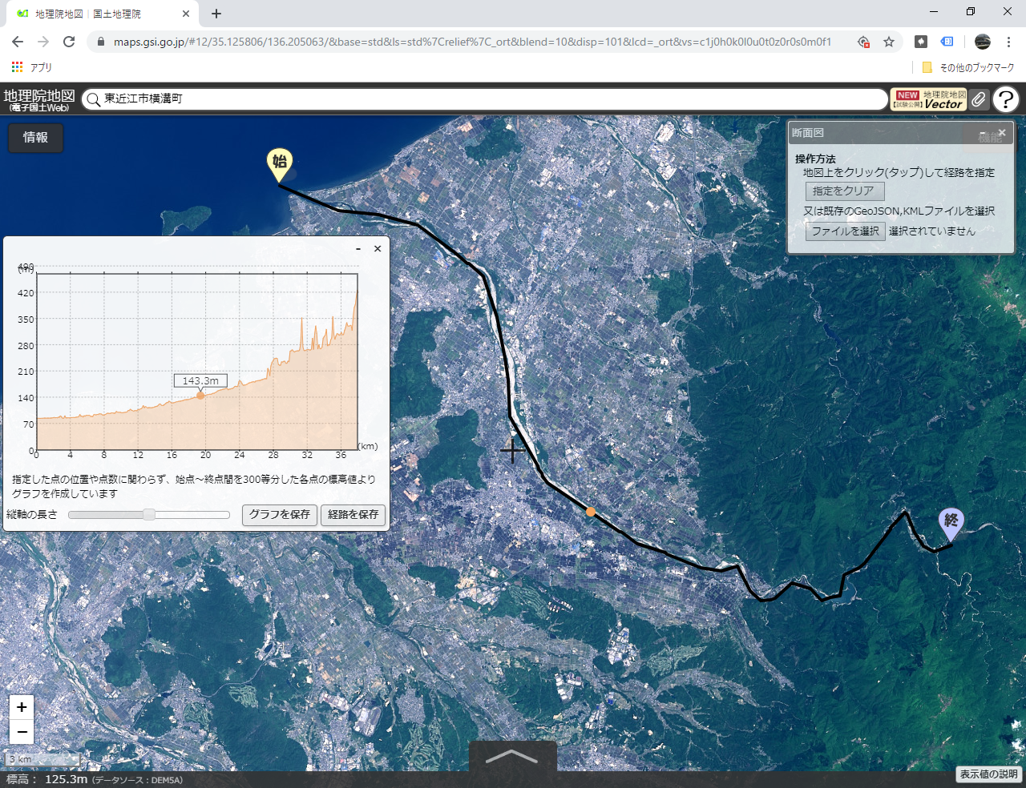 地理院地図｜国土地理院
maps.gsi.go.jp/#12/35.125806/136.205063/&base=std&ls=std%7Crelief%7C_ort&blend=10&disp=101&lcd=_ort&vs=c1j0h0k0l0u0t0z0r0s0m0f1
アプリ
その他のブックマーク
地理院地図
(電子国土Web)
東近江市横溝町
NEW 地理院地図
【試験公開】 Vector
?
情報
断面図
機能
操作方法
地図上をクリック(タップ)して経路を指定
指定をクリア
又は既存のGeoJSON,KMLファイルを選択
ファイルを選択 選択されていません
始
490
(m)
420
350
280
210
143.3m
140
70
0
(km)
0 4 8 12 16 20 24 28 32 36
指定した点の位置や点数に関わらず、始点～終点間を300等分した各点の標高値より
グラフを作成しています
縦軸の長さ グラフを保存 経路を保存
終
+
−
3 km
標高： 125.3m (データソース：DEM5A)
表示値の説明